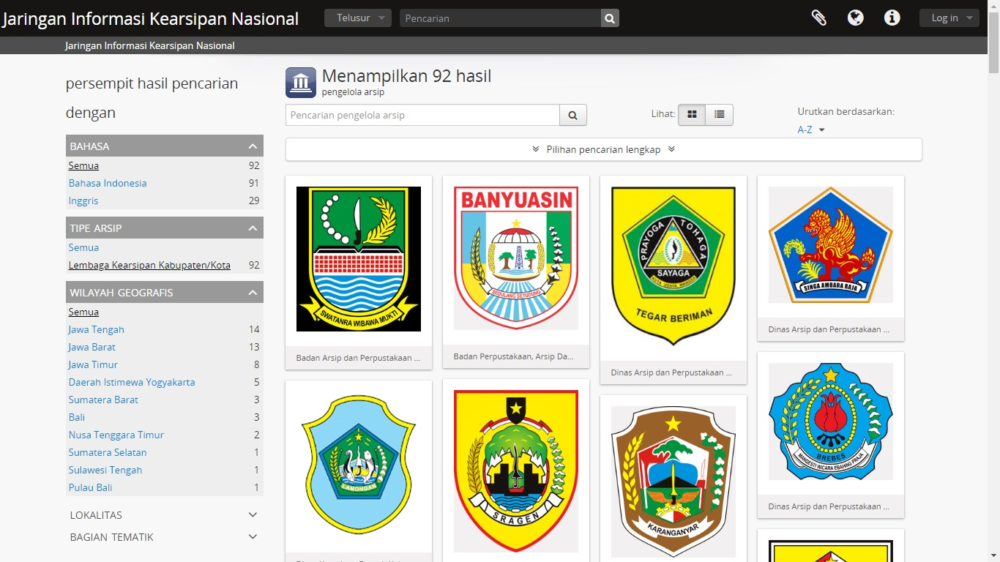 Jaringan Informasi Kearsipan Nasional
Telusur
Pencarian
Log in
Jaringan Informasi Kearsipan Nasional
persempit hasil pencarian
dengan
BAHASA
Semua 92
Bahasa Indonesia 91
Inggris 29
TIPE ARSIP
Semua
Lembaga Kearsipan Kabupaten/Kota 92
WILAYAH GEOGRAFIS
Semua
Jawa Tengah 14
Jawa Barat 13
Jawa Timur 8
Daerah Istimewa Yogyakarta 5
Sumatera Barat 3
Bali 3
Nusa Tenggara Timur 2
Sumatera Selatan 1
Sulawesi Tengah 1
Pulau Bali 1
LOKALITAS
BAGIAN TEMATIK
Menampilkan 92 hasil
pengelola arsip
Pencarian pengelola arsip
Lihat:
Urutkan berdasarkan:
A-Z
Pilihan pencarian lengkap
SWATANRA WIBAWA MUKTI
Badan Arsip dan Perpustakaan ...
BANYUASIN
SEDULANG SETUDUNG
Badan Perpustakaan, Arsip Da...
PRAYOGA TOHAGA
SAYAGA
KUTA UDAYA WANGSA
TEGAR BERIMAN
Dinas Arsip dan Perpustakaan ...
SINGA AMBARA RAJA
Dinas Arsip dan Perpustakaan ...
LAMONGAN
SRAGEN
KARANGANYAR
BREBES
MANGESTI WICARA EBAHING PRAJA
Dinas Arsip dan Perpustakaan ...